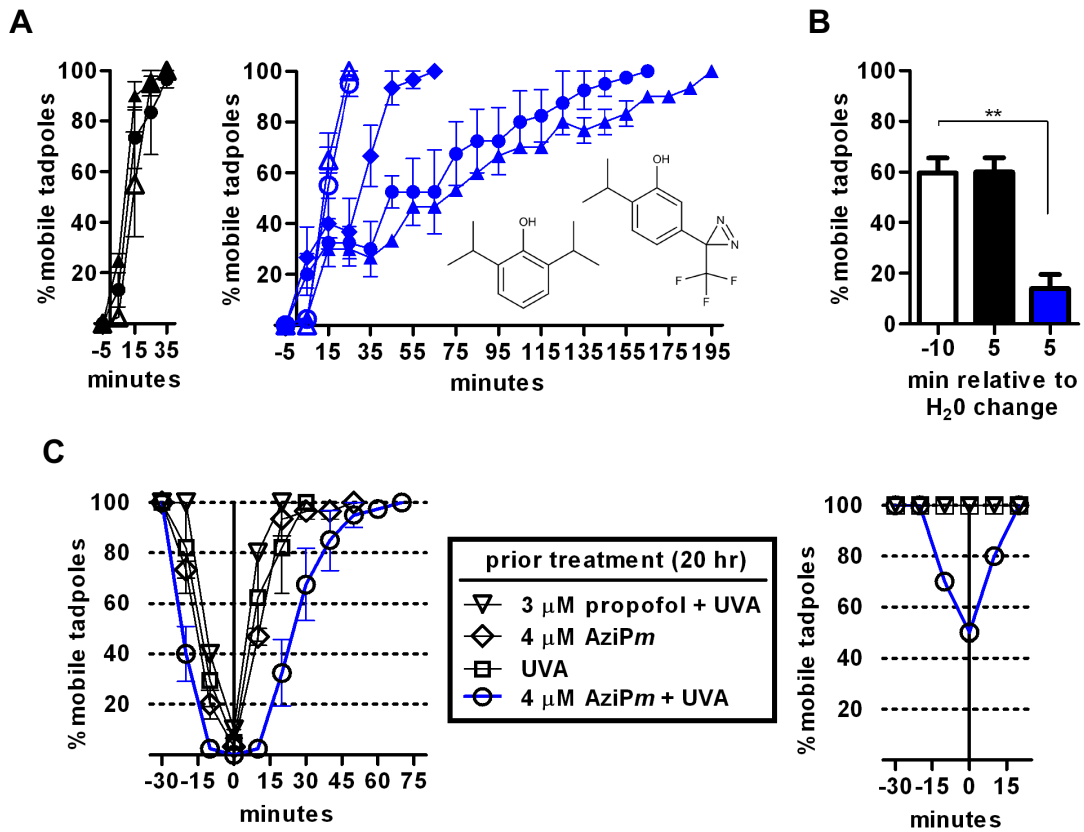 A
B
% mobile tadpoles
100
80
60
40
20
-5 15 35
minutes
% mobile tadpoles
100
80
60
40
20
-5 15 35 55 75 95 115 135 155 175 195
minutes
OH
OH
N
N
F
F
F
% mobile tadpoles
100
80
60
40
20
0
**
-10 5 5
min relative to
H20 change
C
% mobile tadpoles
100
80
60
40
20
-30 -15 0 15 30 45 60 75
minutes
prior treatment (20 hr)
3 μM propofol + UVA
4 μM AziPm
UVA
4 μM AziPm + UVA
% mobile tadpoles
100
80
60
40
20
-30 -15 0 15
minutes